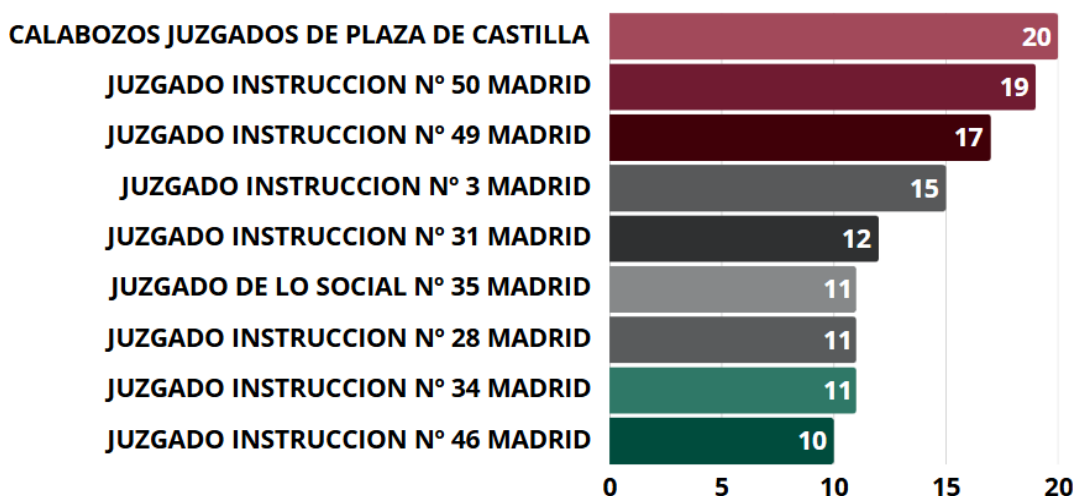 CALABOZOS JUZGADOS DE PLAZA DE CASTILLA 20
JUZGADO INSTRUCCION Nº 50 MADRID 19
JUZGADO INSTRUCCION Nº 49 MADRID 17
JUZGADO INSTRUCCION Nº 3 MADRID 15
JUZGADO INSTRUCCION Nº 31 MADRID 12
JUZGADO DE LO SOCIAL Nº 35 MADRID 11
JUZGADO INSTRUCCION Nº 28 MADRID 11
JUZGADO INSTRUCCION Nº 34 MADRID 11
JUZGADO INSTRUCCION Nº 46 MADRID 10
0 5 10 15 20